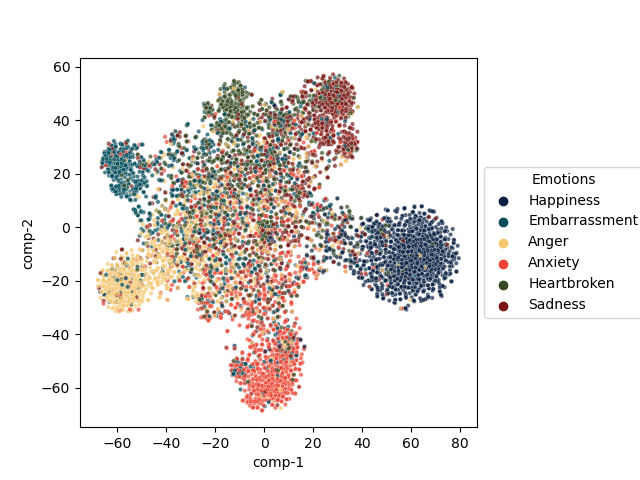 60
40
20
0
−20
−40
−60
comp-2
−60 −40 −20 0 20 40 60 80
comp-1
Emotions
Happiness
Embarrassment
Anger
Anxiety
Heartbroken
Sadness